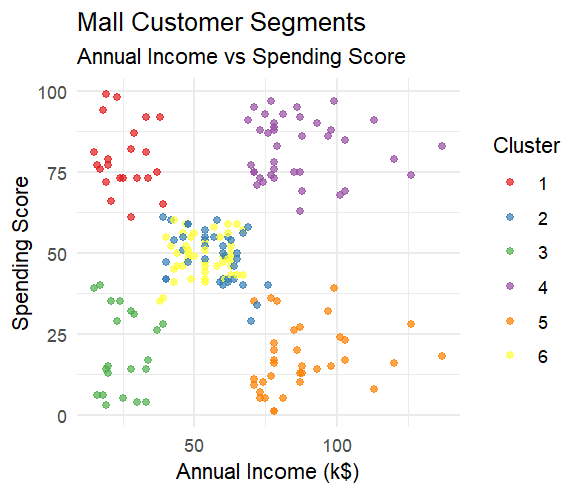 Mall Customer Segments
Annual Income vs Spending Score
100
75
50
25
0
Spending Score
50
100
Annual Income (k$)
Cluster
1
2
3
4
5
6